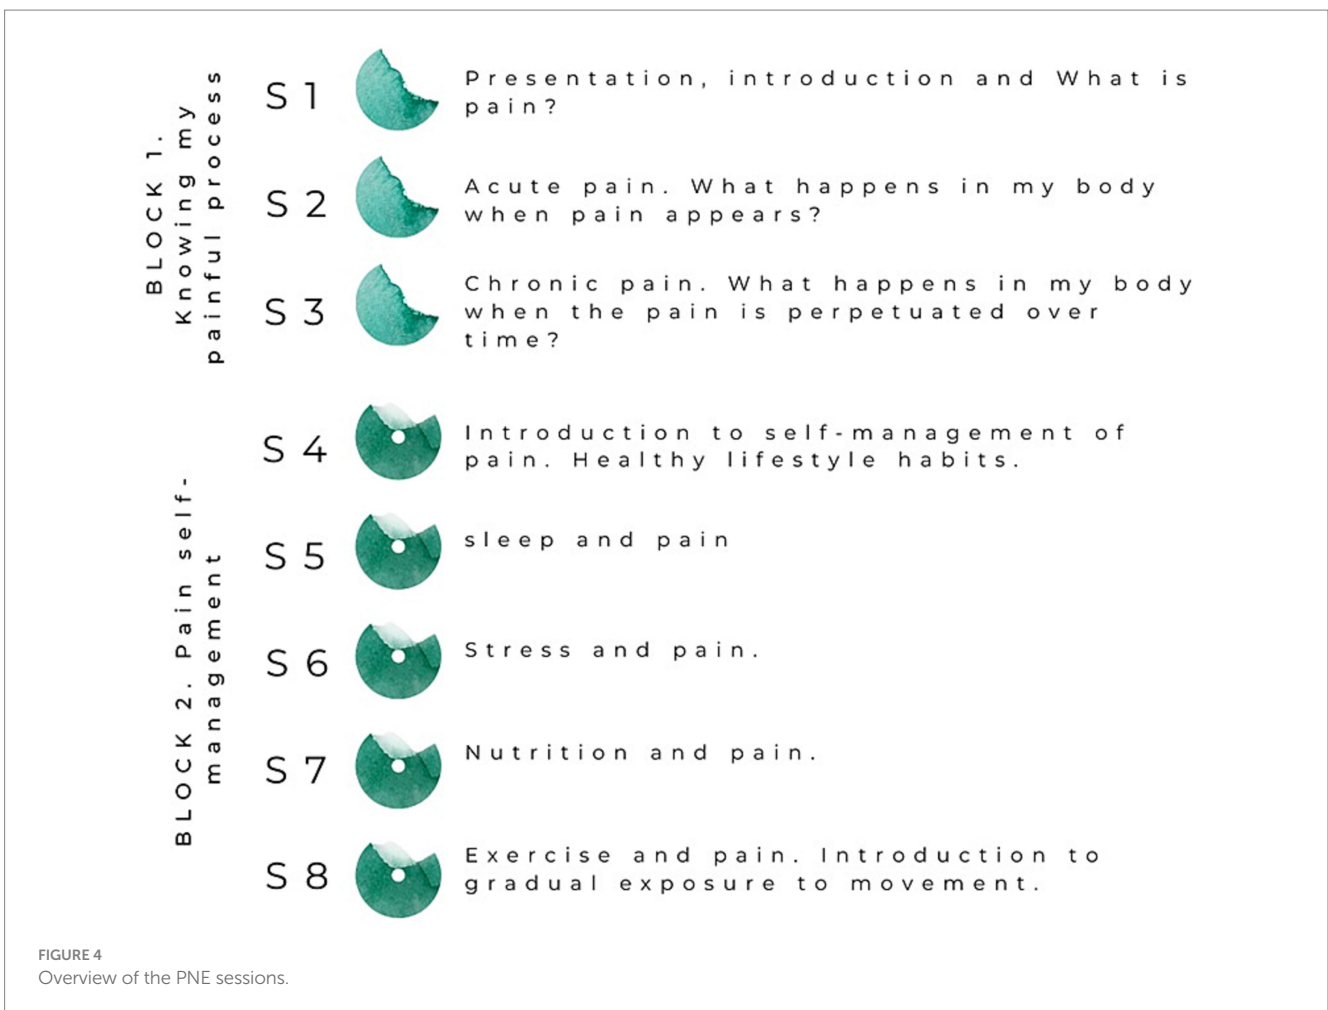 BLOCK 1.
Knowing my
painful process
S 1
Presentation, introduction and What is
pain?
S 2
Acute pain. What happens in my body
when pain appears?
S 3
Chronic pain. What happens in my body
when the pain is perpetuated over
time?
BLOCK 2. Pain self-
management
S 4
Introduction to self-management of
pain. Healthy lifestyle habits.
S 5
sleep and pain
S 6
Stress and pain.
S 7
Nutrition and pain.
S 8
Exercise and pain. Introduction to
gradual exposure to movement.
FIGURE 4
Overview of the PNE sessions.